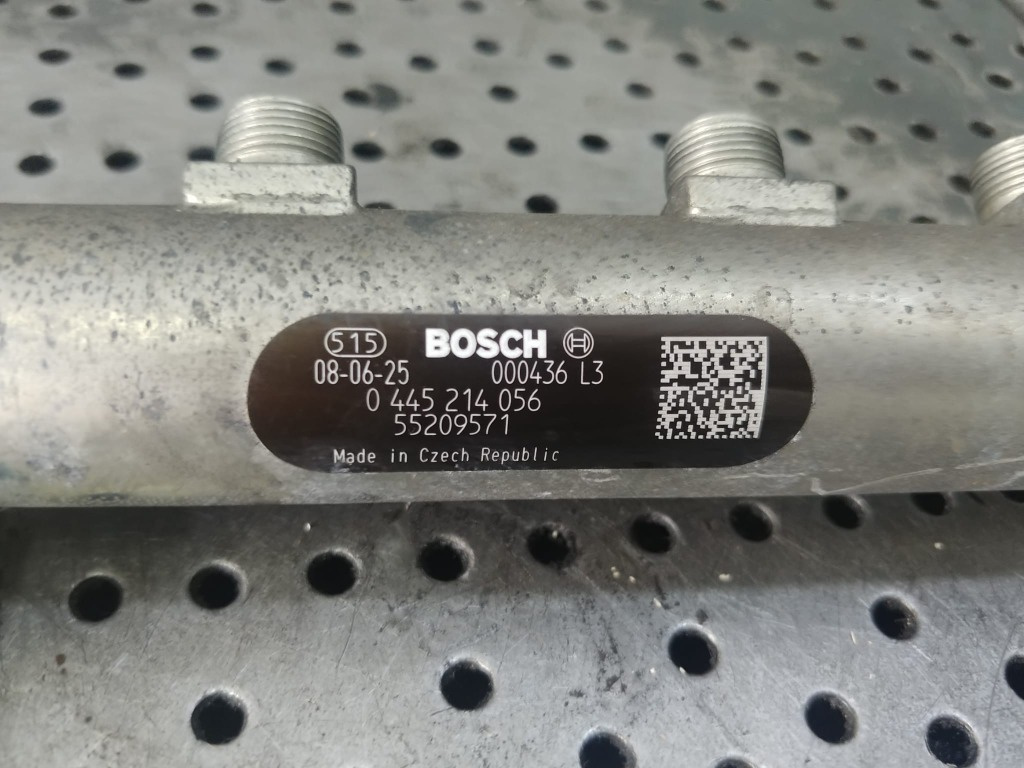 515 BOSCH
08-06-25 000436 L3
0 445 214 056
55209571
Made in Czech Republic